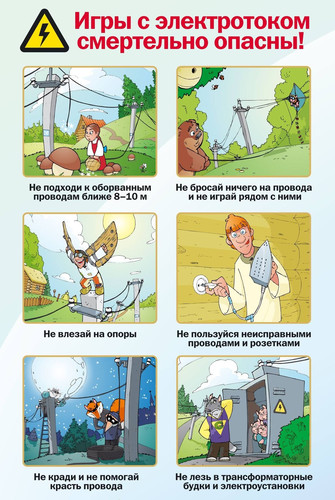 Игры с электротоком
смертельно опасны!
Не подходи к оборванным
проводам ближе 8–10 м
Не бросай ничего на провода
и не играй рядом с ними
Не влезай на опоры
Не пользуйся неисправными
проводами и розетками
Не кради и не помогай
красть провода
Не лезь в трансформаторные
будки и электроустановки